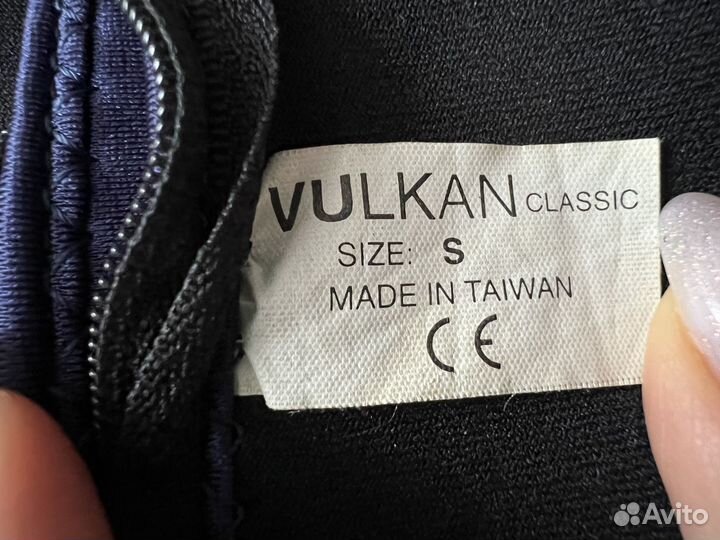 VULKAN CLASSIC
SIZE: S
MADE IN TAIWAN
CE
Avito